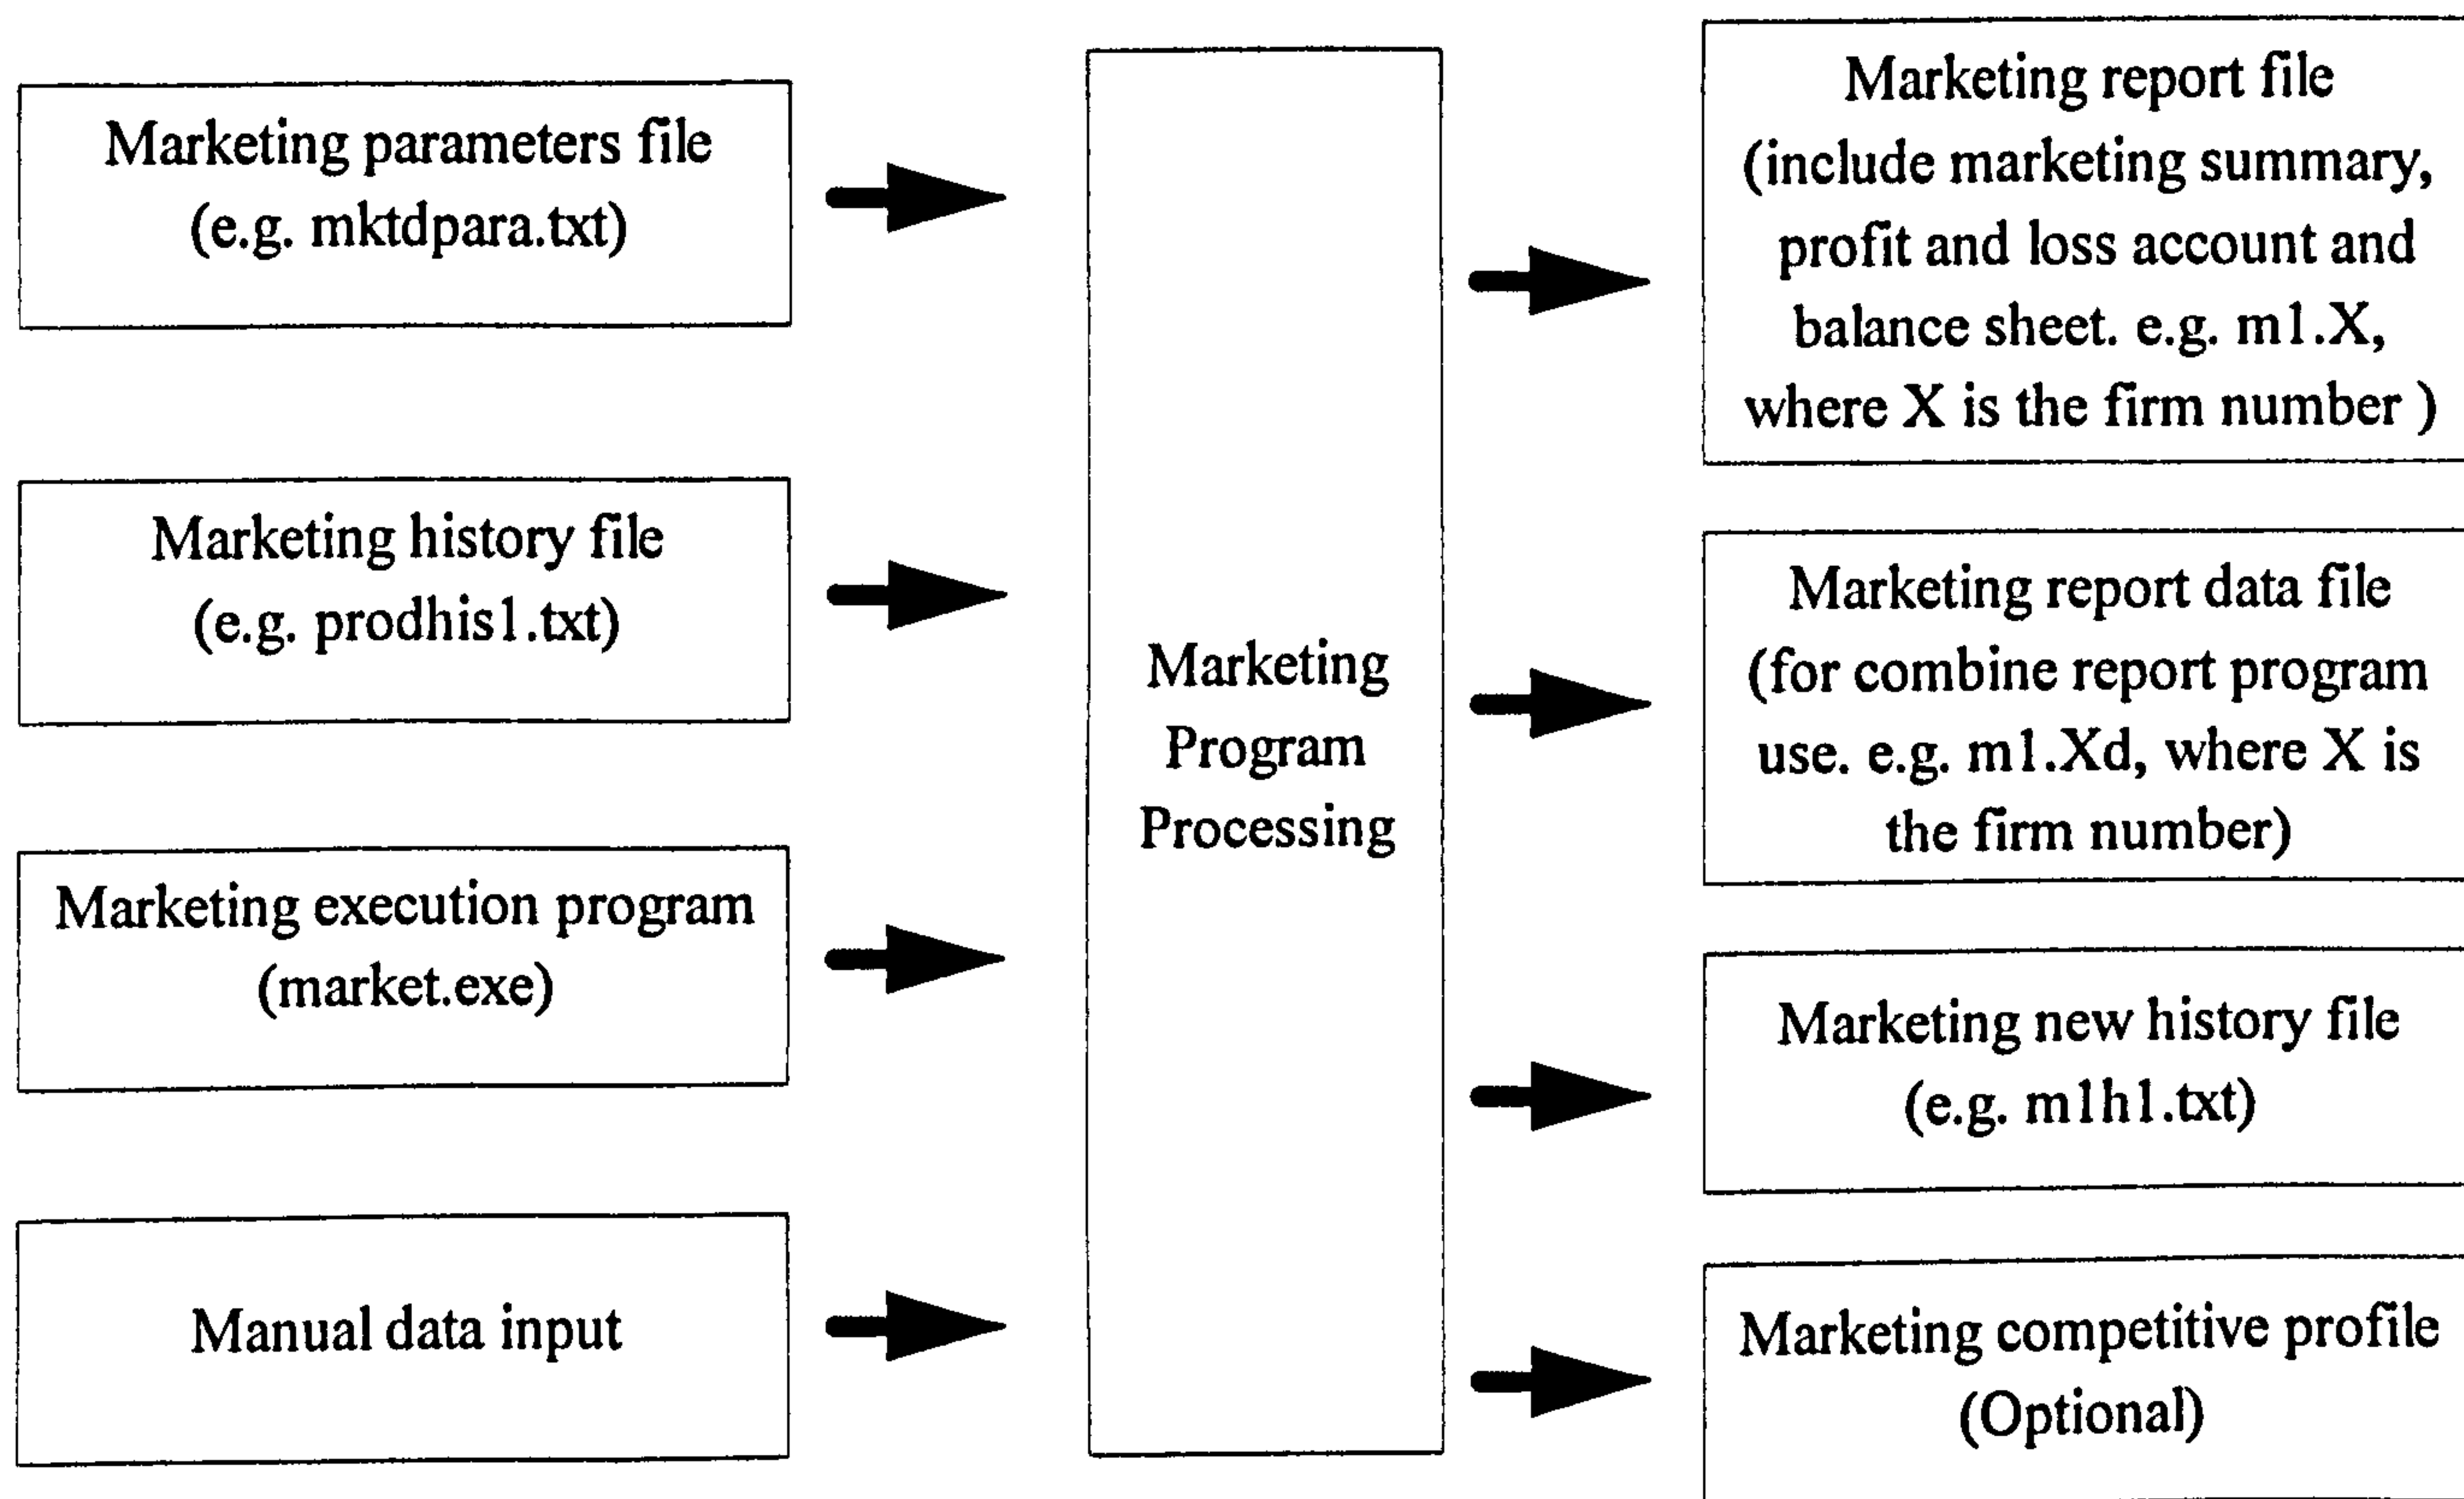 Marketing parameters file
(e.g. mktdpara.txt)
Marketing history file
(e.g. prodhis1.txt)
Marketing execution program
(market.exe)
Manual data input
Marketing
Program
Processing
Marketing report file
(include marketing summary,
profit and loss account and
balance sheet. e.g. m1.X,
where X is the firm number )
Marketing report data file
(for combine report program
use. e.g. m1.Xd, where X is
the firm number)
Marketing new history file
(e.g. m1h1.txt)
Marketing competitive profile
(Optional)